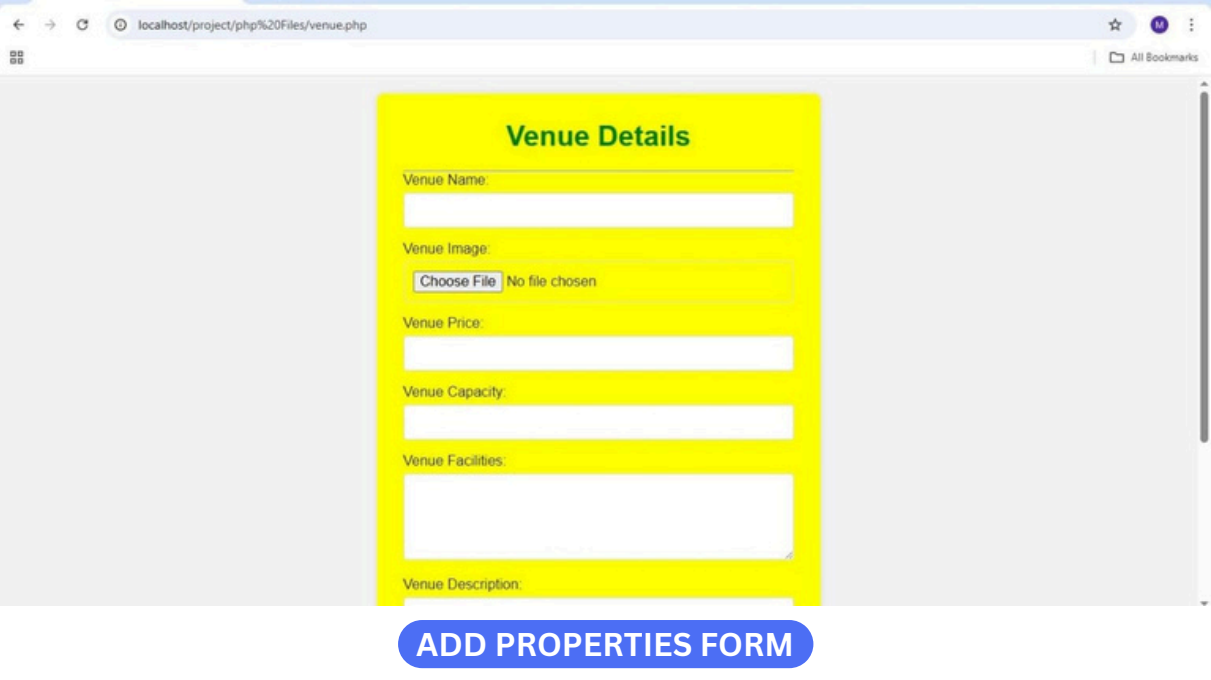 localhost/project/php%20Files/venue.php
M
All Bookmarks
Venue Details
Venue Name:
Venue Image:
Choose File No file chosen
Venue Price:
Venue Capacity:
Venue Facilities:
Venue Description:
ADD PROPERTIES FORM